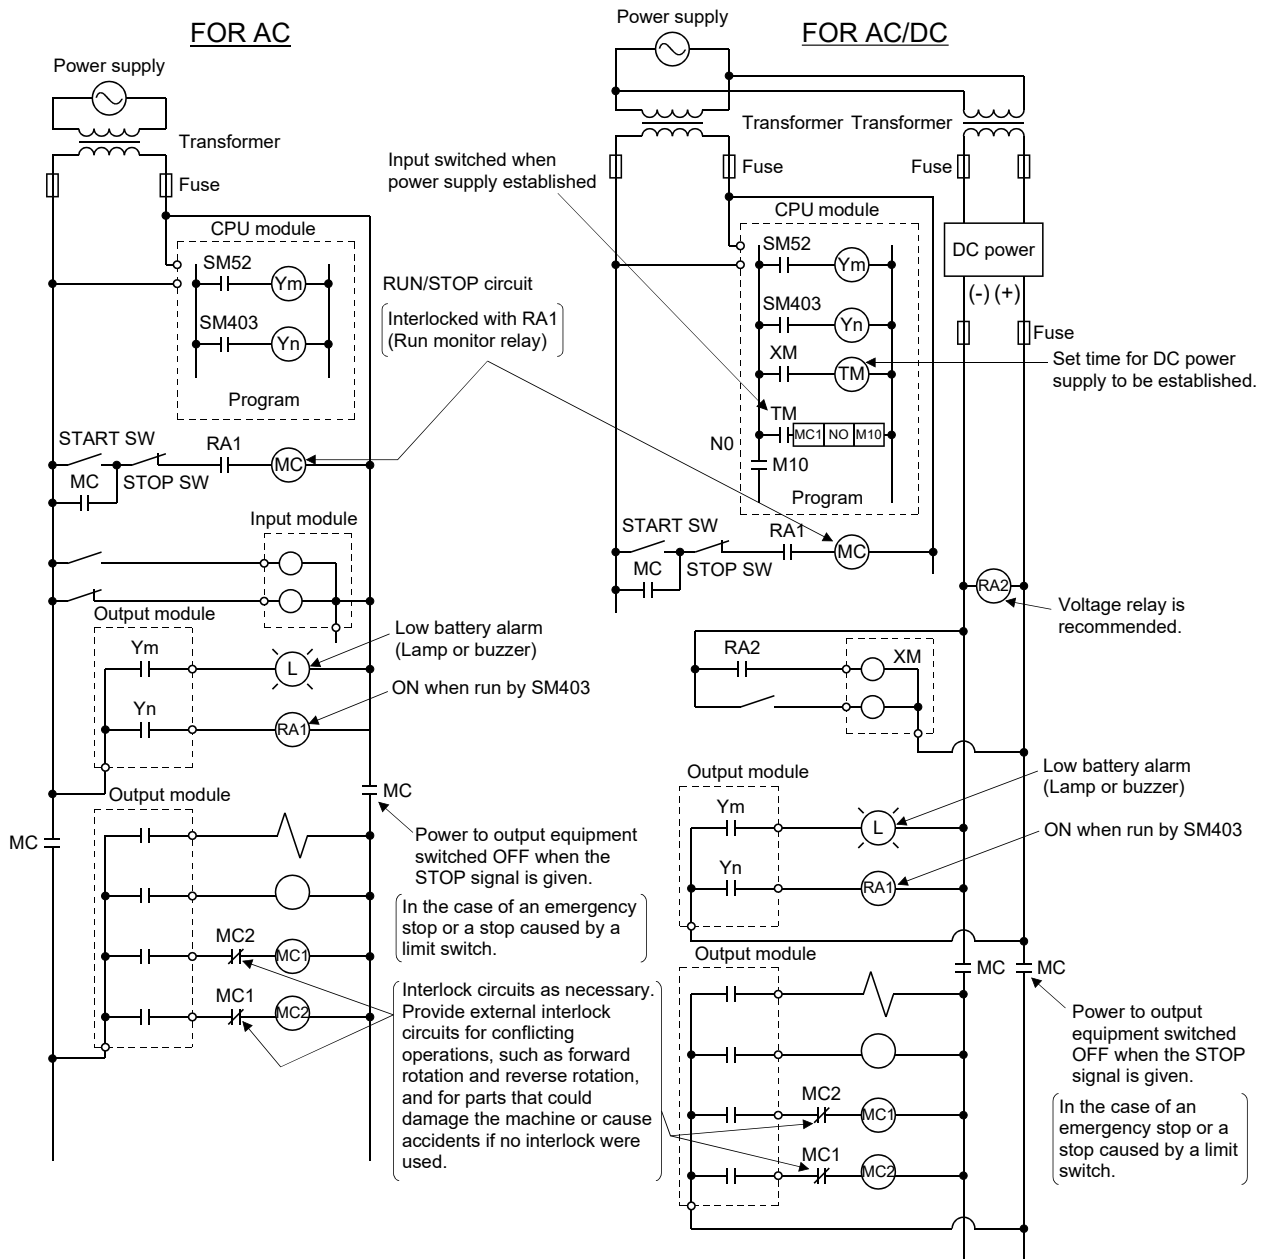 FOR AC
Power supply
Transformer
Fuse
CPU module
SM52
Ym
SM403
Yn
Program
RUN/STOP circuit
Interlocked with RA1
(Run monitor relay)
START SW
RA1
MC
MC
STOP SW
Input module
Output module
Ym
L
Low battery alarm
(Lamp or buzzer)
Yn
RA1
ON when run by SM403
Output module
MC
MC
Power to output equipment
switched OFF when the
STOP signal is given.
In the case of an emergency
stop or a stop caused by a
limit switch.
MC2
MC1
MC1
MC2
Interlock circuits as necessary.
Provide external interlock
circuits for conflicting
operations, such as forward
rotation and reverse rotation,
and for parts that could
damage the machine or cause
accidents if no interlock were
used.
FOR AC/DC
Power supply
Transformer
Transformer
Input switched when
power supply established
Fuse
Fuse
CPU module
SM52
Ym
DC power
(-) (+)
SM403
Yn
Fuse
XM
TM
Set time for DC power
supply to be established.
TM
MC1 NO M10
N0
M10
Program
START SW
RA1
MC
MC
STOP SW
RA2
Voltage relay is
recommended.
RA2
XM
Output module
Ym
L
Low battery alarm
(Lamp or buzzer)
Yn
RA1
ON when run by SM403
Output module
MC
MC
Power to output
equipment switched
OFF when the STOP
signal is given.
In the case of an
emergency stop or a
stop caused by a limit
switch.
MC2
MC1
MC1
MC2